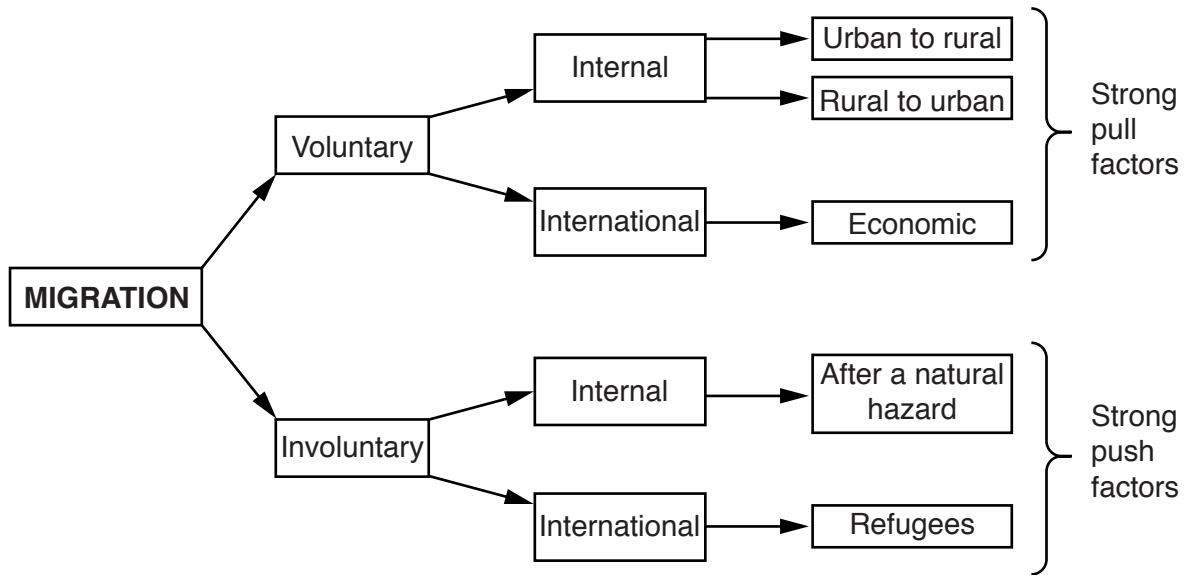 Urban to rural
Internal
Rural to urban
Strong
pull
factors
Voluntary
International
Economic
MIGRATION
Internal
After a natural
hazard
Strong
push
factors
Involuntary
International
Refugees